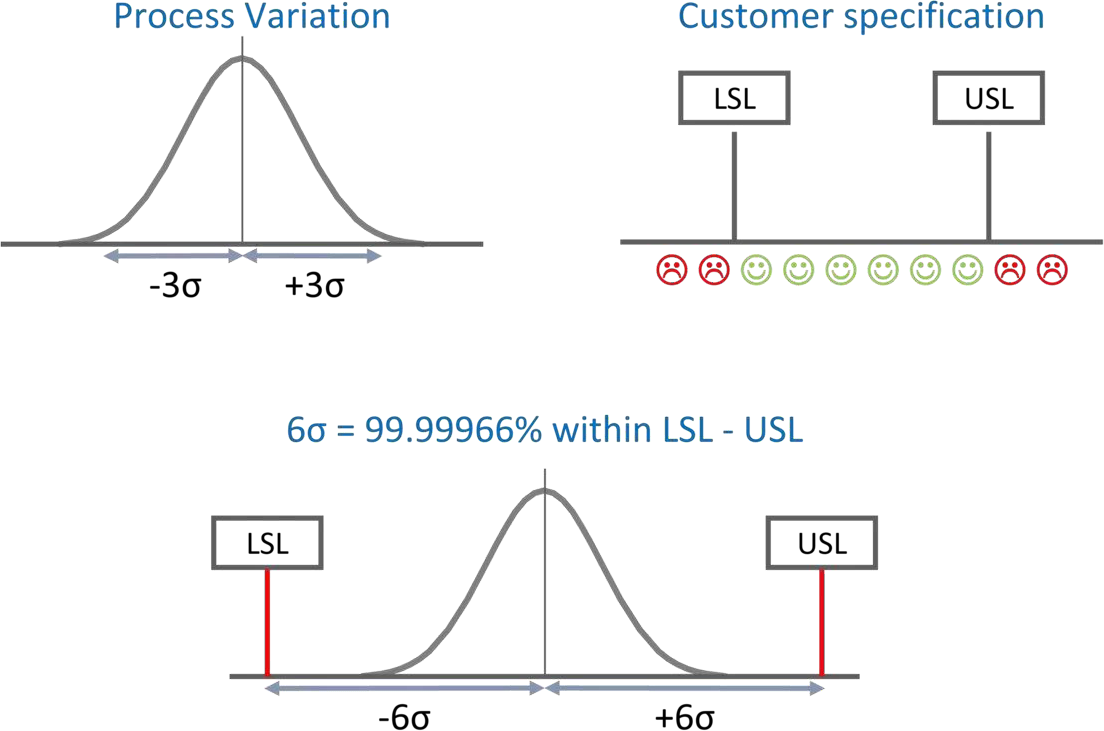 Process Variation
Customer specification
LSL
USL
-3σ
+3σ
6σ = 99.99966% within LSL - USL
LSL
USL
-6σ
+6σ